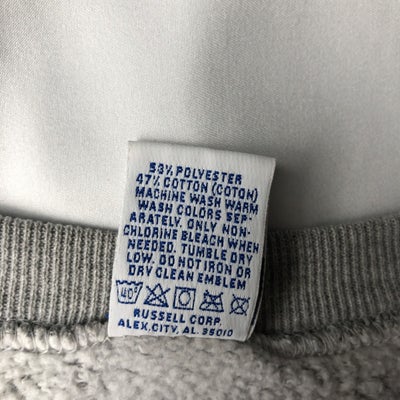 53% POLYESTER
47% COTTON (COTON)
MACHINE WASH WARM
WASH COLORS SEP-
ARATELY. ONLY NON-
CHLORINE BLEACH WHEN
NEEDED. TUMBLE DRY
LOW. DO NOT IRON OR
DRY CLEAN EMBLEM
40°
RUSSELL CORP.
ALEX.CITY, AL. 35010